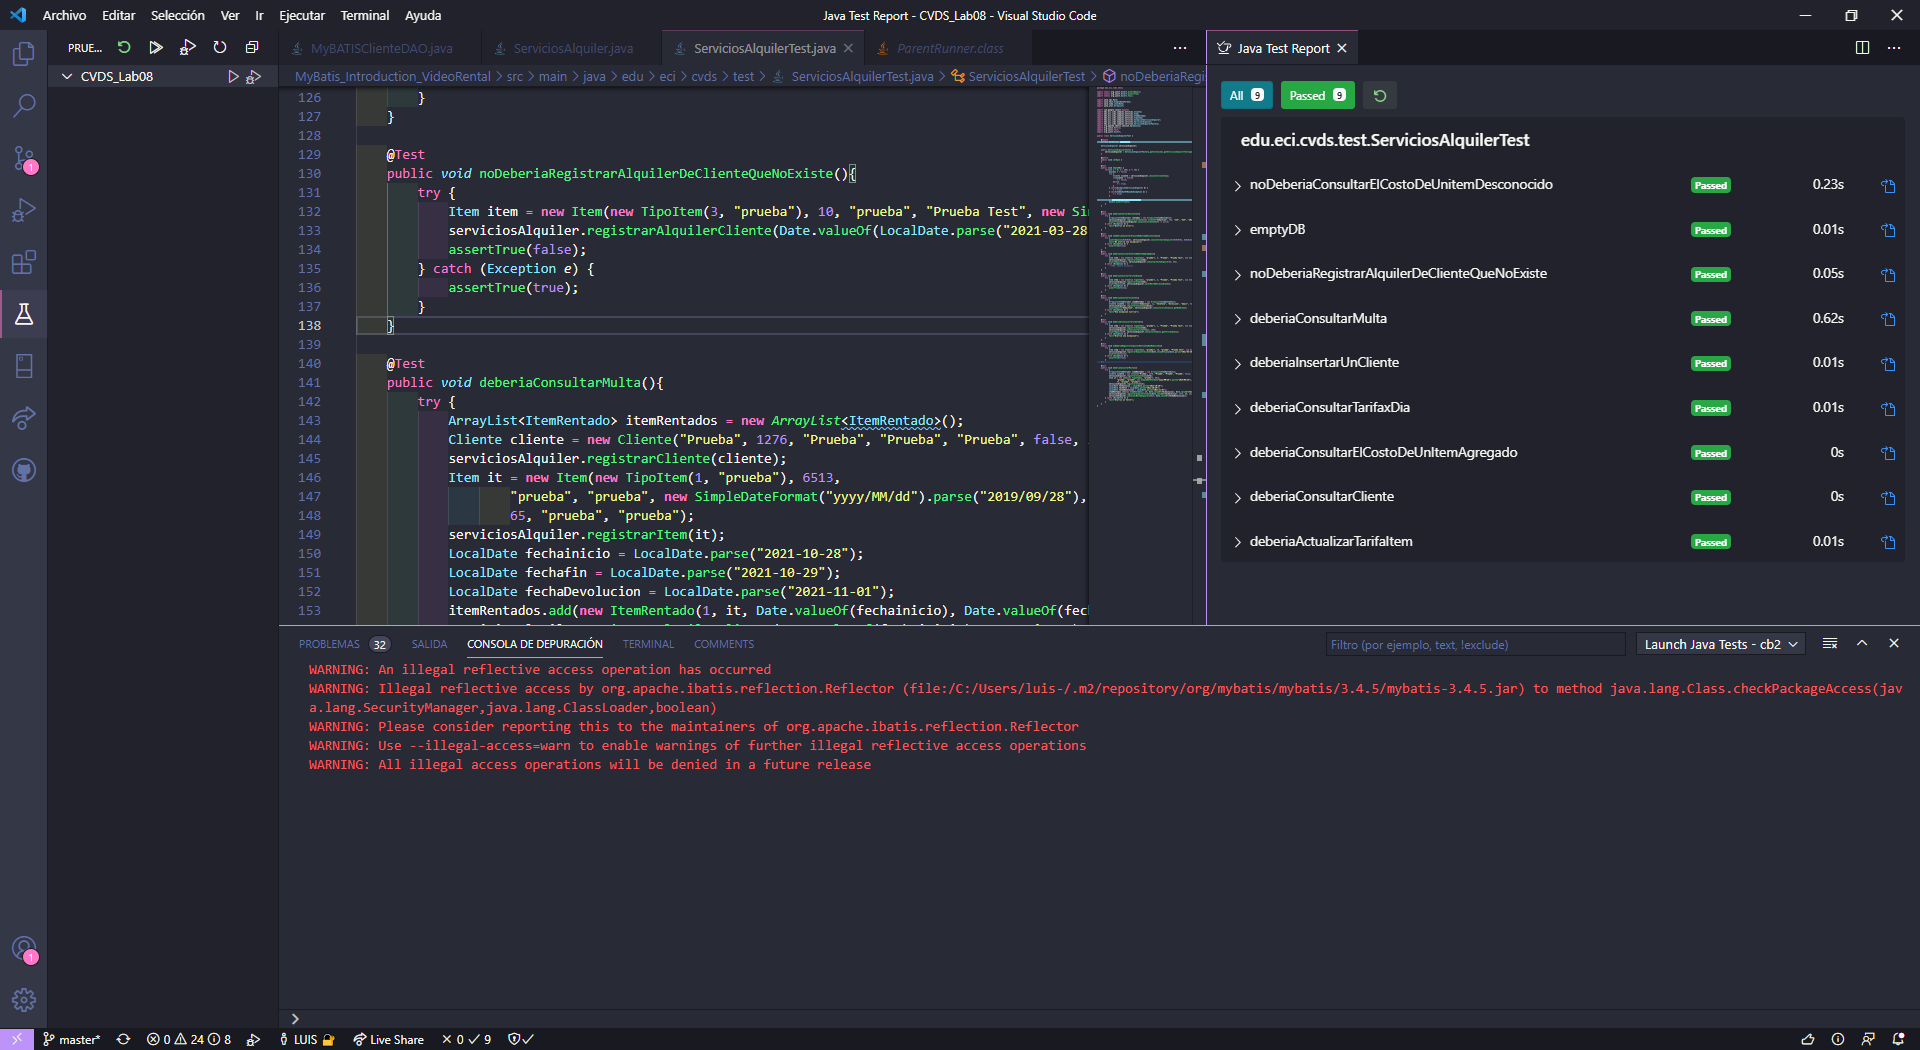 Archivo Editar Selección Ver Ir Ejecutar Terminal Ayuda
Java Test Report - CVDS_Lab08 - Visual Studio Code
PRUE...
CVDS_Lab08
MyBATISClienteDAO.java
ServiciosAlquiler.java
ServiciosAlquilerTest.java
ParentRunner.class
MyBatis_Introduction_VideoRental > src > main > java > edu > eci > cvds > test > ServiciosAlquilerTest.java > ServiciosAlquilerTest > noDeberiaRegi
126 }
127 }
128
129 @Test
130 public void noDeberiaRegistrarAlquilerDeClienteQueNoExiste(){
131 try {
132 Item item = new Item(new TipoItem(3, "prueba"), 10, "prueba", "Prueba Test", new Si
133 serviciosAlquiler.registrarAlquilerCliente(Date.valueOf(LocalDate.parse("2021-03-28
134 assertTrue(false);
135 } catch (Exception e) {
136 assertTrue(true);
137 }
138 }
139
140 @Test
141 public void deberiaConsultarMulta(){
142 try {
143 ArrayList<ItemRentado> itemRentados = new ArrayList<ItemRentado>();
144 Cliente cliente = new Cliente("Prueba", 1276, "Prueba", "Prueba", "Prueba", false,
145 serviciosAlquiler.registrarCliente(cliente);
146 Item it = new Item(new TipoItem(1, "prueba"), 6513,
147 "prueba", "prueba", new SimpleDateFormat("yyyy/MM/dd").parse("2019/09/28"),
148 65, "prueba", "prueba");
149 serviciosAlquiler.registrarItem(it);
150 LocalDate fechainicio = LocalDate.parse("2021-10-28");
151 LocalDate fechafin = LocalDate.parse("2021-10-29");
152 LocalDate fechaDevolucion = LocalDate.parse("2021-11-01");
153 itemRentados.add(new ItemRentado(1, it, Date.valueOf(fechainicio), Date.valueOf(fec
Java Test Report
All 9 Passed 9
edu.eci.cvds.test.ServiciosAlquilerTest
noDeberiaConsultarElCostoDeUnitemDesconocido Passed 0.23s
emptyDB Passed 0.01s
noDeberiaRegistrarAlquilerDeClienteQueNoExiste Passed 0.05s
deberiaConsultarMulta Passed 0.62s
deberiaInsertarUnCliente Passed 0.01s
deberiaConsultarTarifaxDia Passed 0.01s
deberiaConsultarElCostoDeUnItemAgregado Passed 0s
deberiaConsultarCliente Passed 0s
deberiaActualizarTarifaItem Passed 0.01s
PROBLEMAS 32 SALIDA CONSOLA DE DEPURACIÓN TERMINAL COMMENTS
Filtro (por ejemplo, text, !exclude)
Launch Java Tests - cb2
WARNING: An illegal reflective access operation has occurred
WARNING: Illegal reflective access by org.apache.ibatis.reflection.Reflector (file:/C:/Users/luis-/.m2/repository/org/mybatis/mybatis/3.4.5/mybatis-3.4.5.jar) to method java.lang.Class.checkPackageAccess(jav
a.lang.SecurityManager,java.lang.ClassLoader,boolean)
WARNING: Please consider reporting this to the maintainers of org.apache.ibatis.reflection.Reflector
WARNING: Use --illegal-access=warn to enable warnings of further illegal reflective access operations
WARNING: All illegal access operations will be denied in a future release
1
1
master* 0 24 8 LUIS Live Share 0 9